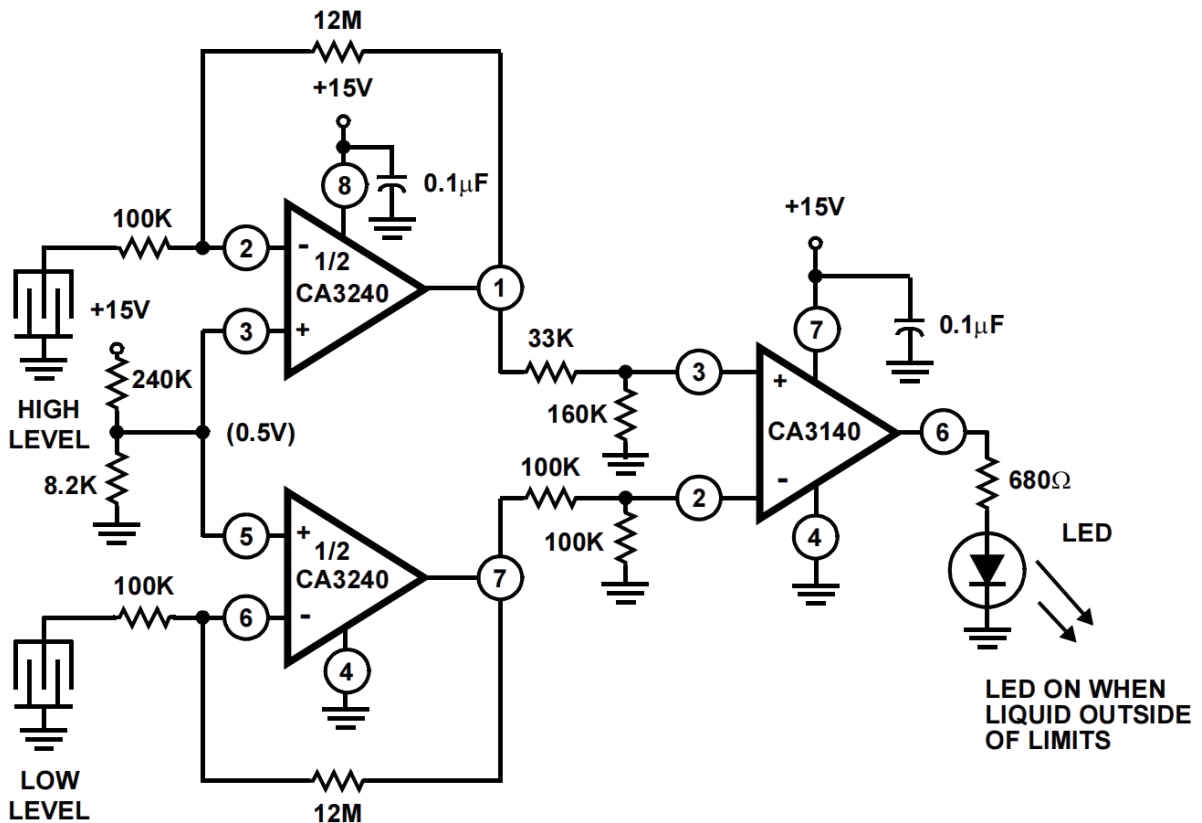 12M
+15V
8
0.1μF
100K
2
-
1/2
CA3240
1
+15V
3
+
+15V
7
0.1μF
240K
33K
3
+
HIGH
LEVEL
(0.5V)
160K
CA3140
6
8.2K
100K
2
-
680Ω
5
+
1/2
CA3240
7
100K
4
LED
100K
6
-
4
LED ON WHEN
LIQUID OUTSIDE
OF LIMITS
LOW
LEVEL
12M